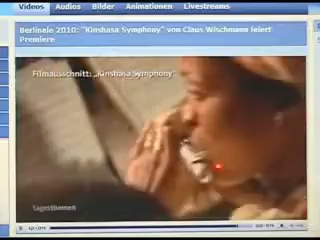 Videos Audios Bilder Animationen Livestreams
Berlinale 2010: "Kinshasa Symphony" von Claus Wischmann feiert
Premiere
Filmausschnitt: „Kinshasa Symphony"
tagesthemen